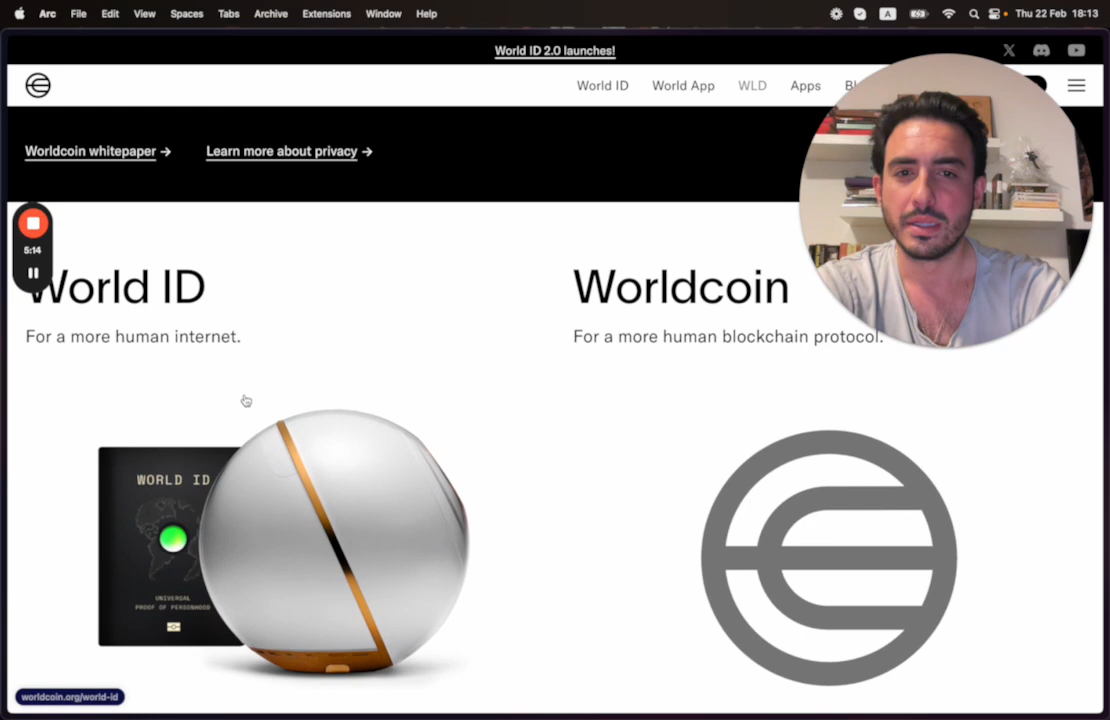 Arc File Edit View Spaces Tabs Archive Extensions Window Help
A
Thu 22 Feb 18:13
World ID 2.0 launches!
World ID World App WLD Apps
Worldcoin whitepaper → Learn more about privacy →
5:14
World ID
For a more human internet.
Worldcoin
For a more human blockchain protocol.
WORLD ID
UNIVERSAL
PROOF OF PERSONHOOD
worldcoin.org/world-id